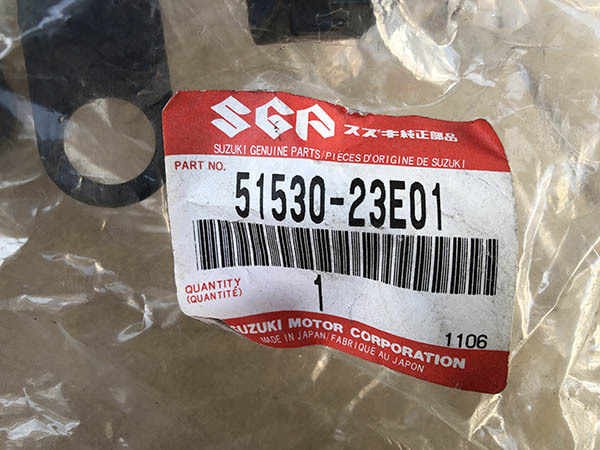 SGP スズキ純正部品
SUZUKI GENUINE PARTS/PIÈCES D'ORIGINE DE SUZUKI
PART NO. 51530-23E01
QUANTITY
(QUANTITÉ) 1
SUZUKI MOTOR CORPORATION 1106
MADE IN JAPAN/FABRIQUE AU JAPON